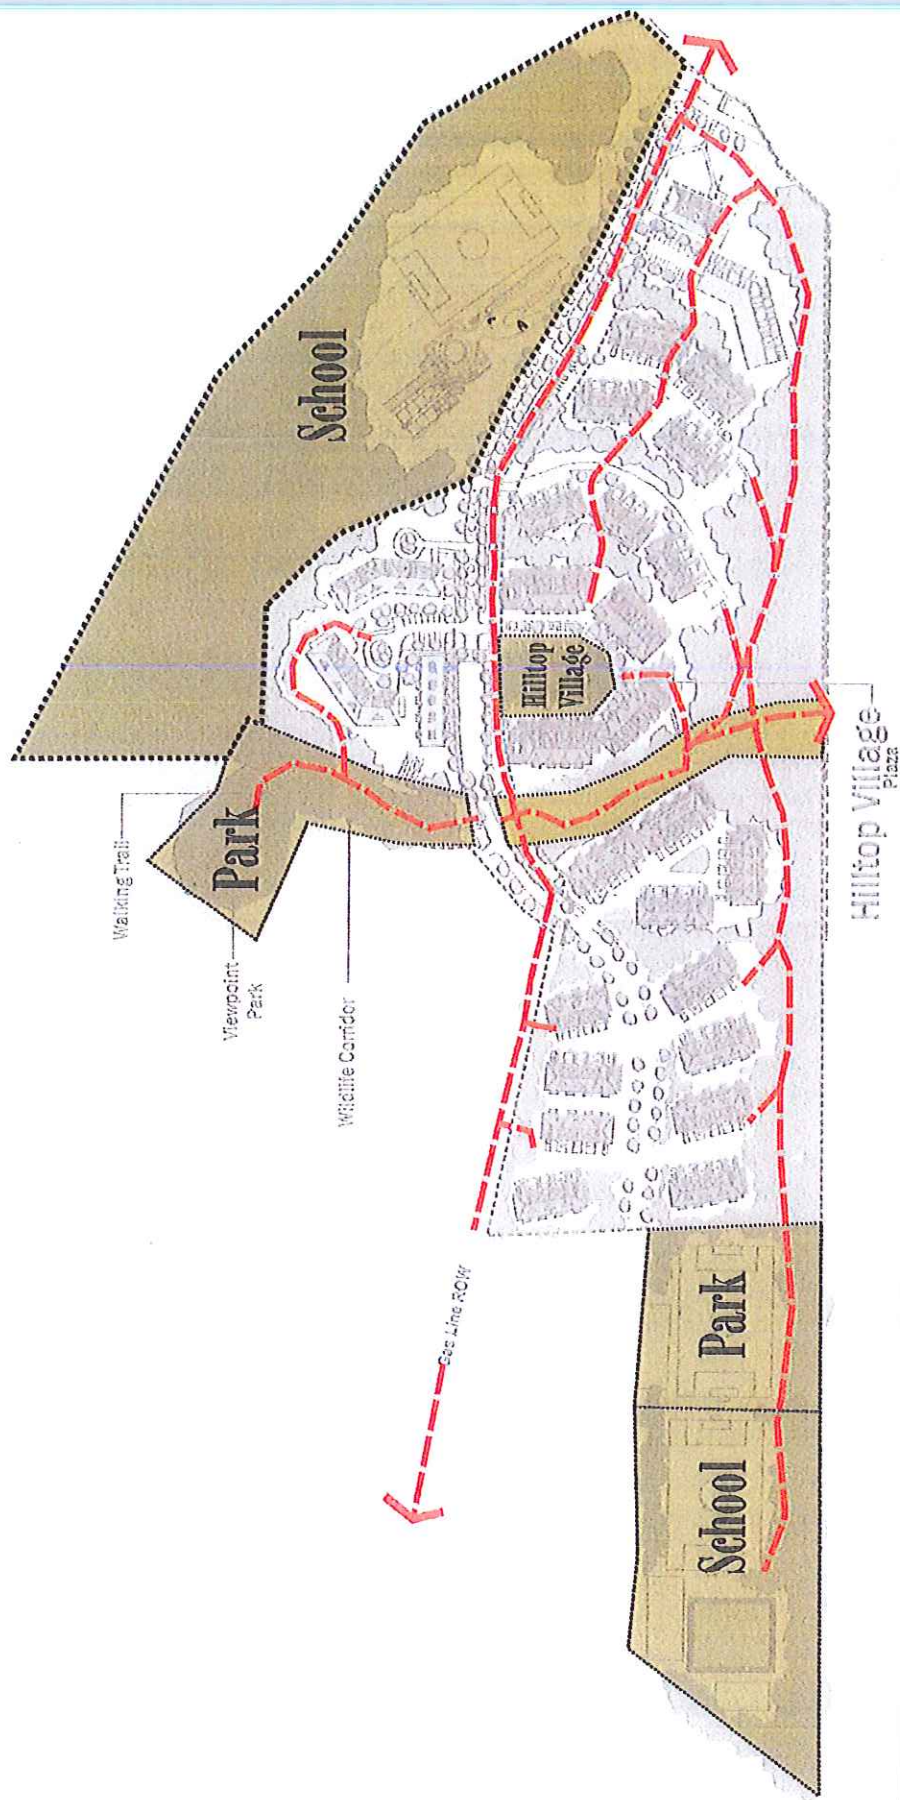 School
Hilltop
Village
Park
Walking Trail
Viewpoint
Park
Wildlife Corridor
Hilltop Village
Plaza
Gas Line ROW
Park
School